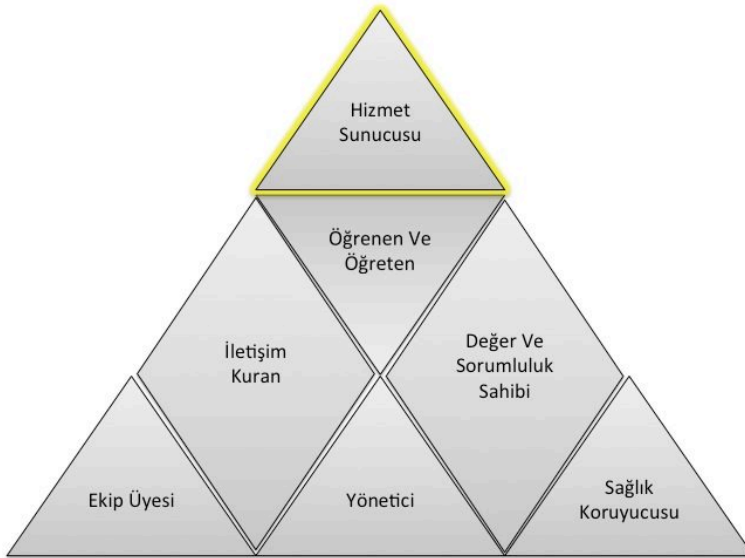 Hizmet
Sunucusu
Öğrenen Ve
Öğreten
İletişim
Kuran
Değer Ve
Sorumluluk
Sahibi
Ekip Üyesi
Yönetici
Sağlık
Koruyucusu